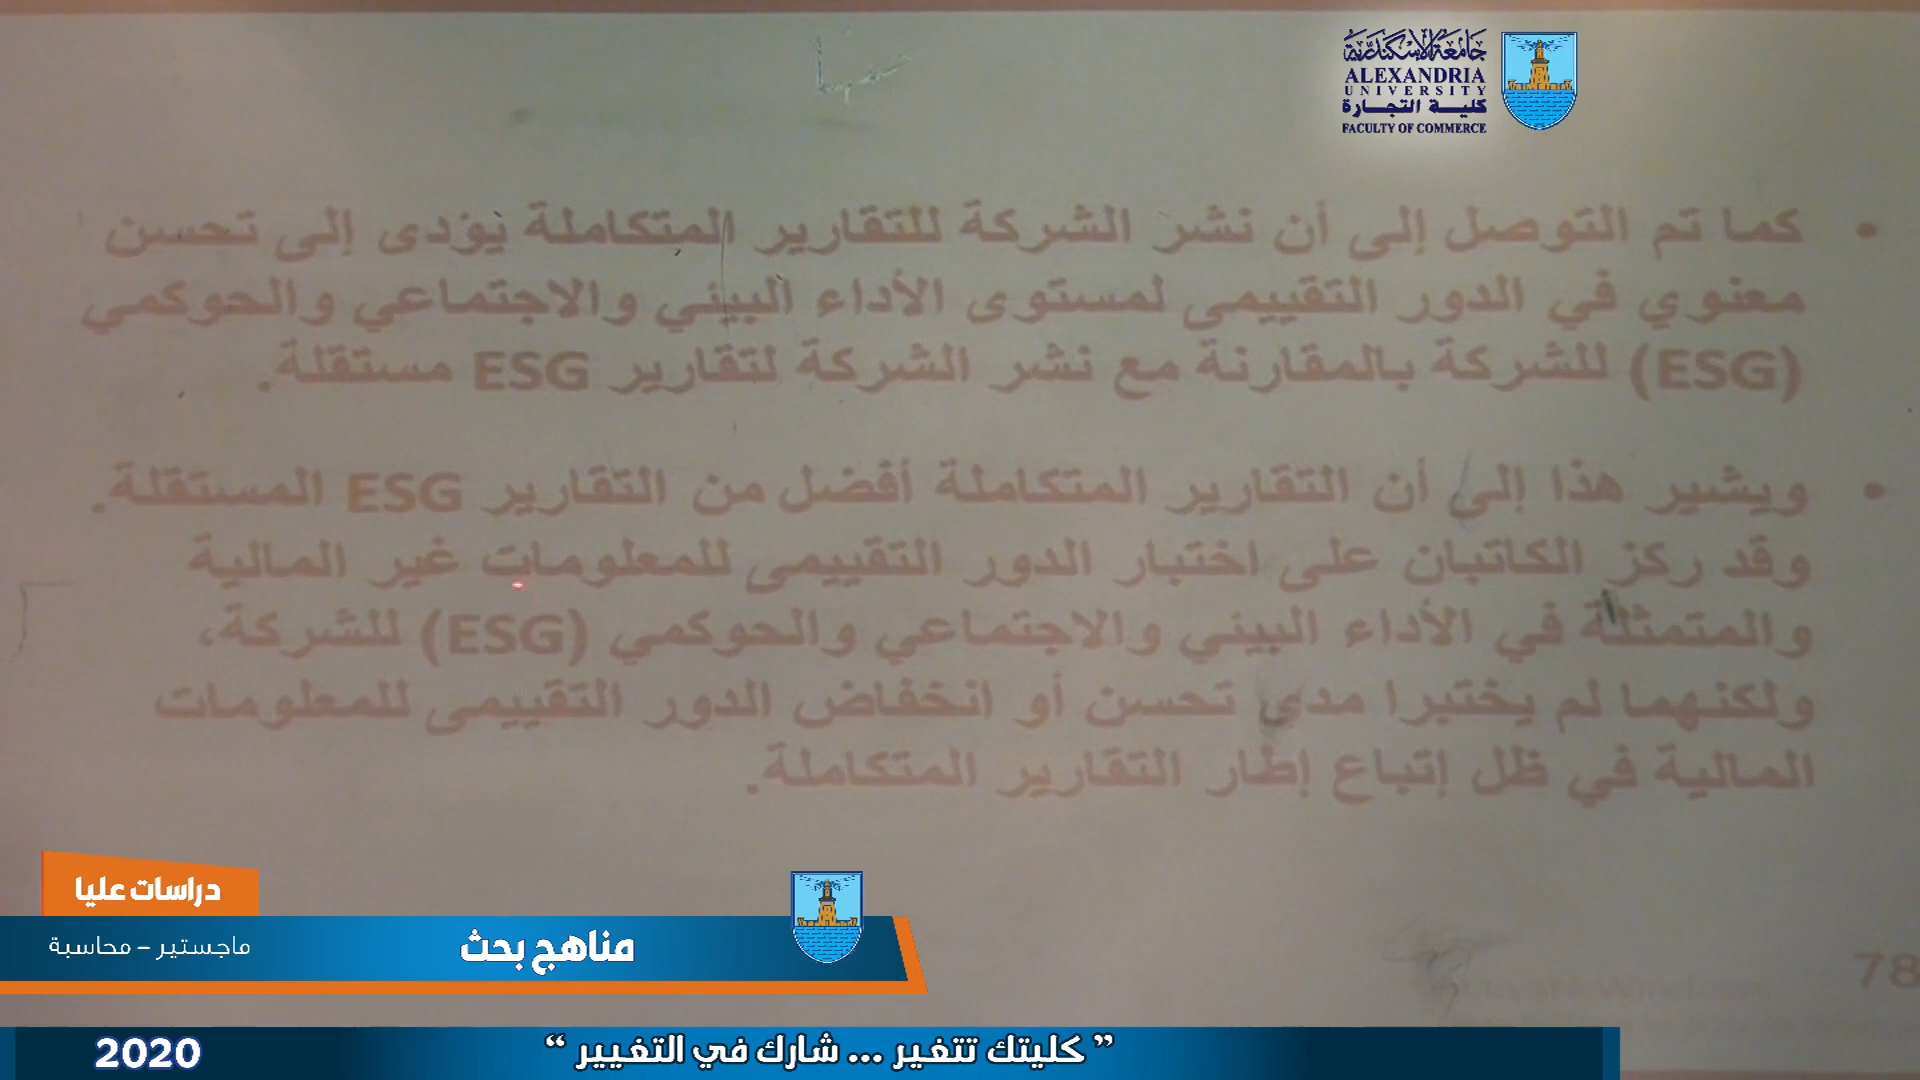 جامعة الإسكندرية
ALEXANDRIA
UNIVERSITY
كلية التجارة
FACULTY OF COMMERCE
• كما تم التوصل إلى أن نشر الشركة للتقارير المتكاملة يؤدى إلى تحسن
معنوي في الدور التقييمى لمستوى الأداء البيئي والاجتماعي والحوكمي
(ESG) للشركة بالمقارنة مع نشر الشركة لتقارير ESG مستقلة.
• ويشير هذا إلى أن التقارير المتكاملة أفضل من التقارير ESG المستقلة.
وقد ركز الكاتبان على اختبار الدور التقييمى للمعلومات غير المالية
والمتمثلة في الأداء البيئي والاجتماعي والحوكمي (ESG) للشركة،
ولكنهما لم يختبرا مدى تحسن أو انخفاض الدور التقييمى للمعلومات
المالية في ظل إتباع إطار التقارير المتكاملة.
78
دراسات عليا
مناهج بحث
ماجستير - محاسبة
” كليتك تتغير ... شارك في التغيير “
2020